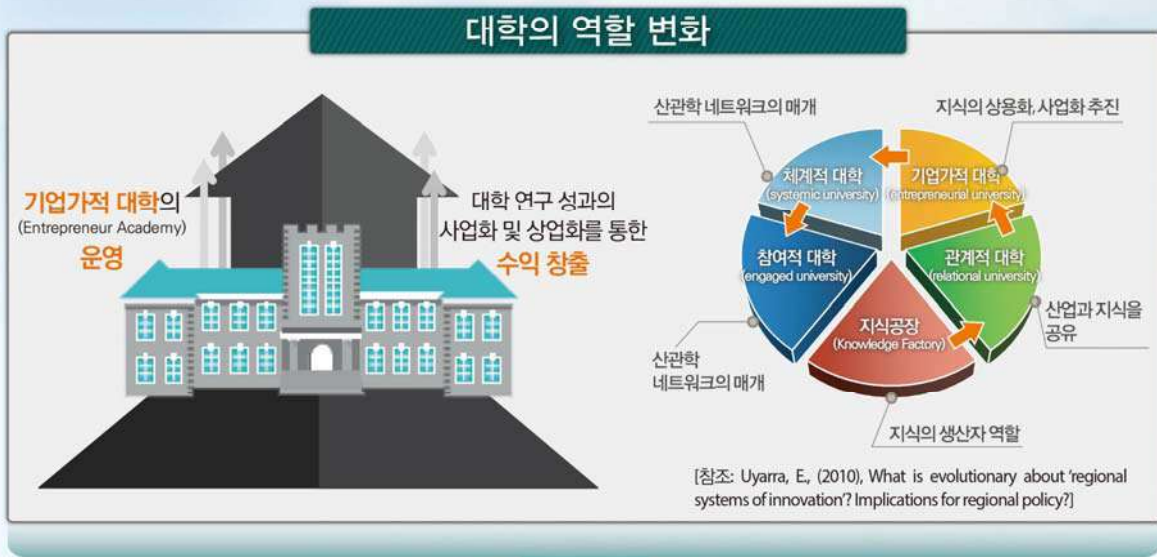 대학의 역할 변화
기업가적 대학의
(Entrepreneur Academy)
운영
대학 연구 성과의
사업화 및 상업화를 통한
수익 창출
산관학 네트워크의 매개
지식의 상용화, 사업화 추진
체계적 대학
(systemic university)
기업가적 대학
(entrepreneurial university)
참여적 대학
(engaged university)
관계적 대학
(relational university)
지식공장
(Knowledge Factory)
산업과 지식을
공유
산관학
네트워크의 매개
지식의 생산자 역할
[참조: Uyarra, E., (2010), What is evolutionary about ‘regional
systems of innovation’? Implications for regional policy?]